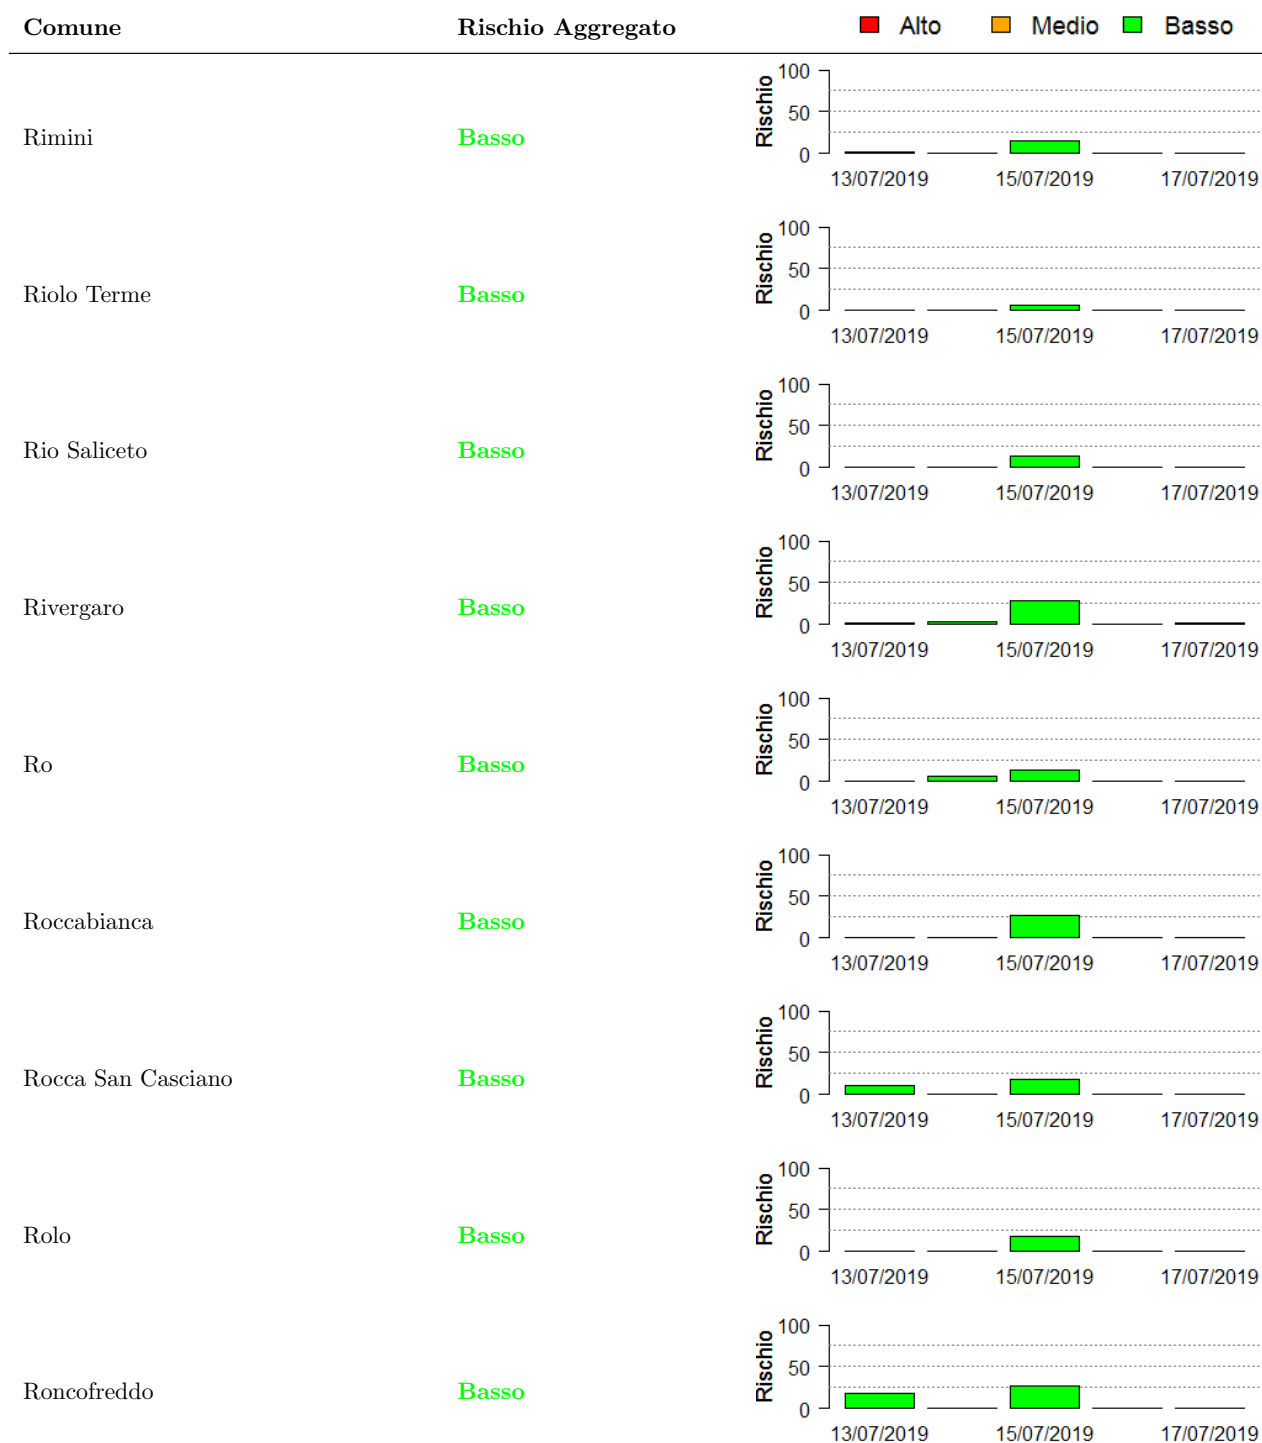 Comune Rischio Aggregato Alto Medio Basso
100
50
0
Rischio
Rimini Basso
13/07/2019 15/07/2019 17/07/2019
100
50
0
Rischio
Riolo Terme Basso
13/07/2019 15/07/2019 17/07/2019
100
50
0
Rischio
Rio Saliceto Basso
13/07/2019 15/07/2019 17/07/2019
100
50
0
Rischio
Rivergaro Basso
13/07/2019 15/07/2019 17/07/2019
100
50
0
Rischio
Ro Basso
13/07/2019 15/07/2019 17/07/2019
100
50
0
Rischio
Roccabianca Basso
13/07/2019 15/07/2019 17/07/2019
100
50
0
Rischio
Rocca San Casciano Basso
13/07/2019 15/07/2019 17/07/2019
100
50
0
Rischio
Rolo Basso
13/07/2019 15/07/2019 17/07/2019
100
50
0
Rischio
Roncofreddo Basso
13/07/2019 15/07/2019 17/07/2019